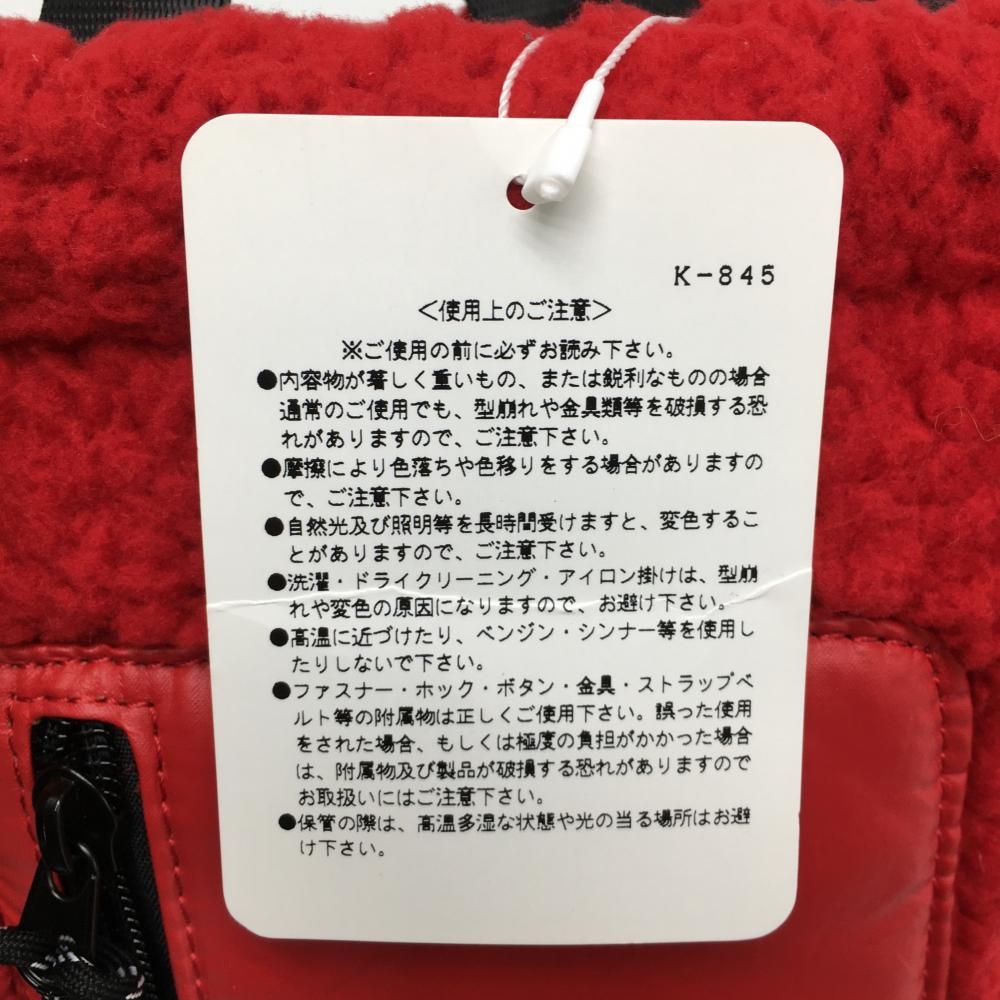 K-845
＜使用上のご注意＞
※ご使用の前に必ずお読み下さい。
●内容物が著しく重いもの、または鋭利なものの場合
通常のご使用でも、型崩れや金具類等を破損する恐
れがありますので、ご注意下さい。
●摩擦により色落ちや色移りをする場合がありますの
で、ご注意下さい。
●自然光及び照明等を長時間受けますと、変色するこ
とがありますので、ご注意下さい。
●洗濯・ドライクリーニング・アイロン掛けは、型崩
れや変色の原因になりますので、お避け下さい。
●高温に近づけたり、ベンジン・シンナー等を使用し
たりしないで下さい。
●ファスナー・ホック・ボタン・金具・ストラップベ
ルト等の附属物は正しくご使用下さい。誤った使用
をされた場合、もしくは極度の負担がかかった場合
は、附属物及び製品が破損する恐れがありますので
お取扱いにはご注意下さい。
●保管の際は、高温多湿な状態や光の当る場所はお避
け下さい。